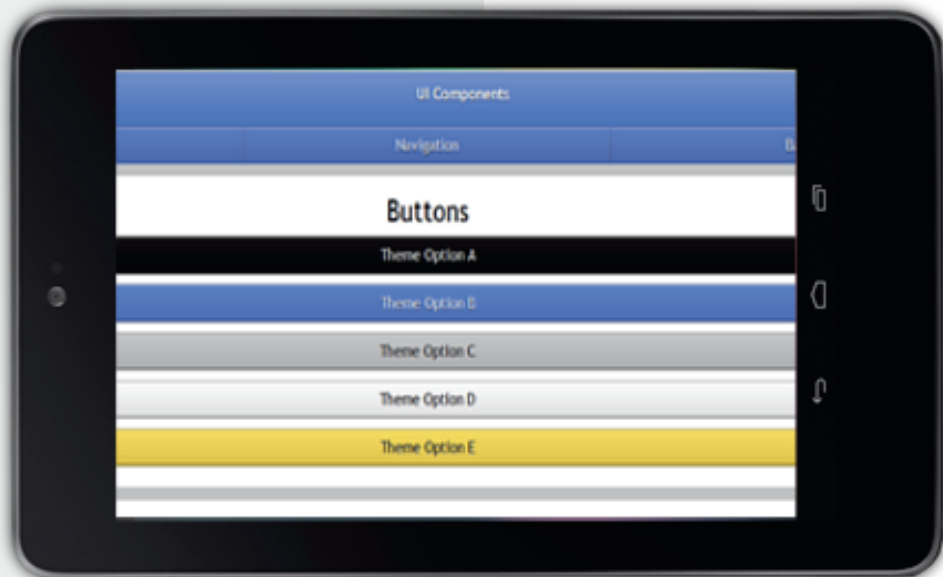 UI Components
Navigation
Buttons
Theme Option A
Theme Option B
Theme Option C
Theme Option D
Theme Option E